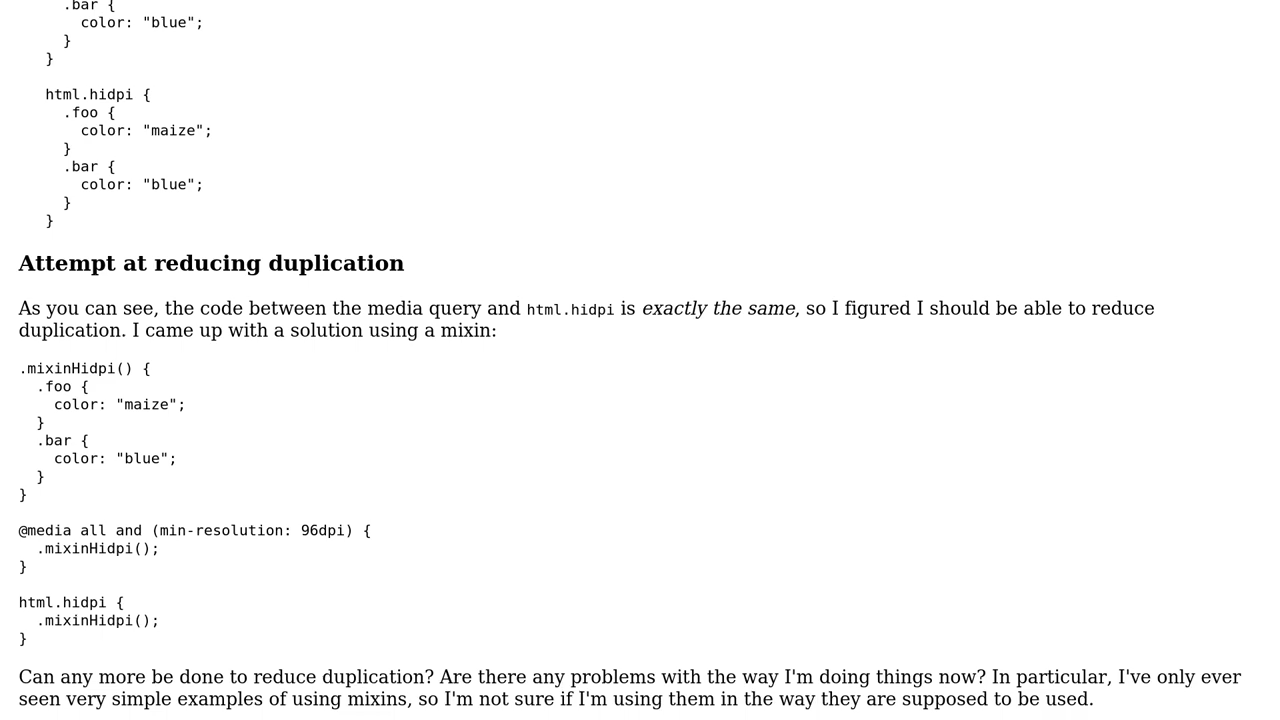 .bar {
      color: "blue";
    }
  }

  html.hidpi {
    .foo {
      color: "maize";
    }
    .bar {
      color: "blue";
    }
  }
Attempt at reducing duplication
As you can see, the code between the media query and html.hidpi is exactly the same, so I figured I should be able to reduce
duplication. I came up with a solution using a mixin:
.mixinHidpi() {
  .foo {
    color: "maize";
  }
  .bar {
    color: "blue";
  }
}

@media all and (min-resolution: 96dpi) {
  .mixinHidpi();
}

html.hidpi {
  .mixinHidpi();
}
Can any more be done to reduce duplication? Are there any problems with the way I'm doing things now? In particular, I've only ever
seen very simple examples of using mixins, so I'm not sure if I'm using them in the way they are supposed to be used.